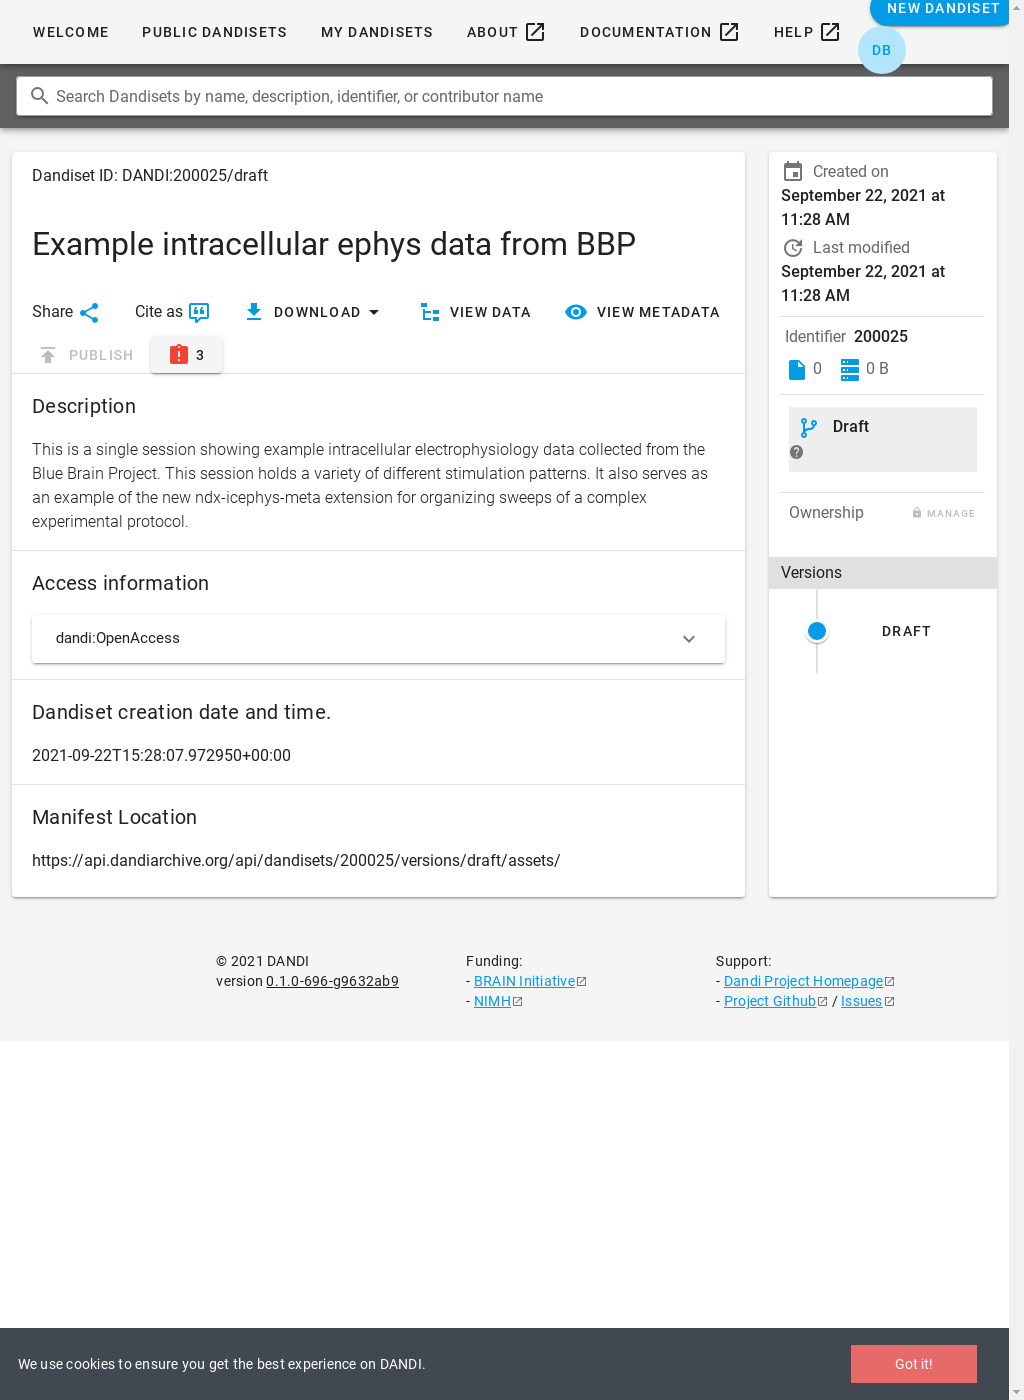 WELCOME PUBLIC DANDISETS MY DANDISETS ABOUT DOCUMENTATION HELP NEW DANDISET
DB
Search Dandisets by name, description, identifier, or contributor name
Dandiset ID: DANDI:200025/draft
Example intracellular ephys data from BBP
Share Cite as DOWNLOAD VIEW DATA VIEW METADATA
PUBLISH 3
Description
This is a single session showing example intracellular electrophysiology data collected from the
Blue Brain Project. This session holds a variety of different stimulation patterns. It also serves as
an example of the new ndx-icephys-meta extension for organizing sweeps of a complex
experimental protocol.
Access information
dandi:OpenAccess
Dandiset creation date and time.
2021-09-22T15:28:07.972950+00:00
Manifest Location
https://api.dandiarchive.org/api/dandisets/200025/versions/draft/assets/
Created on
September 22, 2021 at
11:28 AM
Last modified
September 22, 2021 at
11:28 AM
Identifier 200025
0 0 B
Draft
Ownership MANAGE
Versions
DRAFT
© 2021 DANDI
version 0.1.0-696-g9632ab9
Funding:
- BRAIN Initiative
- NIMH
Support:
- Dandi Project Homepage
- Project Github / Issues
We use cookies to ensure you get the best experience on DANDI.
Got it!